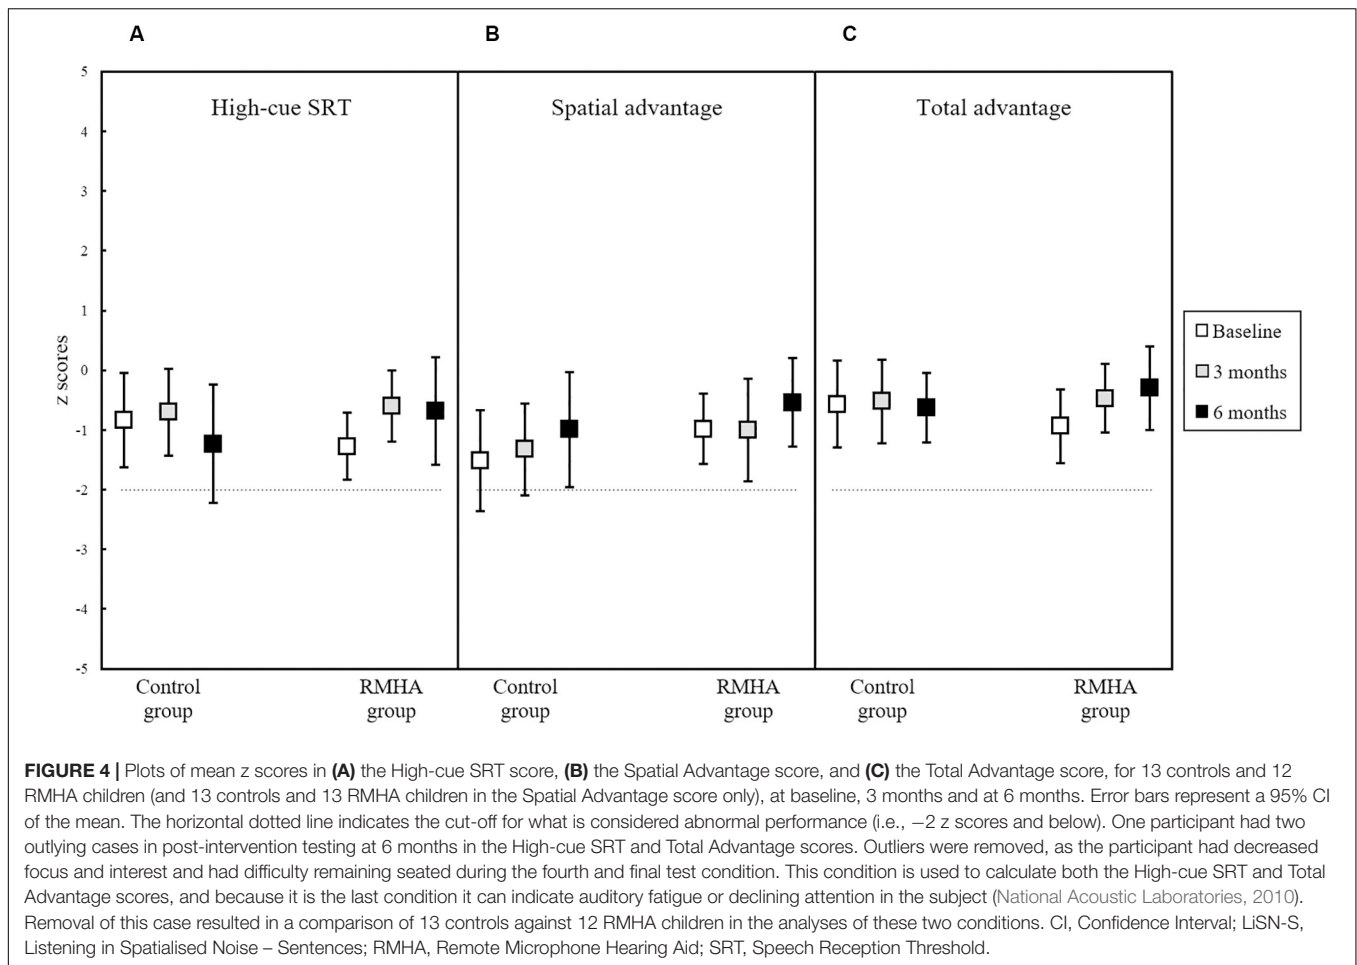 A B C
5
4
3
2
1
0
-1
-2
-3
-4
-5
z scores
High-cue SRT Spatial advantage Total advantage
Baseline
3 months
6 months
Control RMHA Control RMHA Control RMHA
group group group group group group
FIGURE 4 | Plots of mean z scores in (A) the High-cue SRT score, (B) the Spatial Advantage score, and (C) the Total Advantage score, for 13 controls and 12
RMHA children (and 13 controls and 13 RMHA children in the Spatial Advantage score only), at baseline, 3 months and at 6 months. Error bars represent a 95% CI
of the mean. The horizontal dotted line indicates the cut-off for what is considered abnormal performance (i.e., −2 z scores and below). One participant had two
outlying cases in post-intervention testing at 6 months in the High-cue SRT and Total Advantage scores. Outliers were removed, as the participant had decreased
focus and interest and had difficulty remaining seated during the fourth and final test condition. This condition is used to calculate both the High-cue SRT and Total
Advantage scores, and because it is the last condition it can indicate auditory fatigue or declining attention in the subject (National Acoustic Laboratories, 2010).
Removal of this case resulted in a comparison of 13 controls against 12 RMHA children in the analyses of these two conditions. CI, Confidence Interval; LiSN-S,
Listening in Spatialised Noise – Sentences; RMHA, Remote Microphone Hearing Aid; SRT, Speech Reception Threshold.